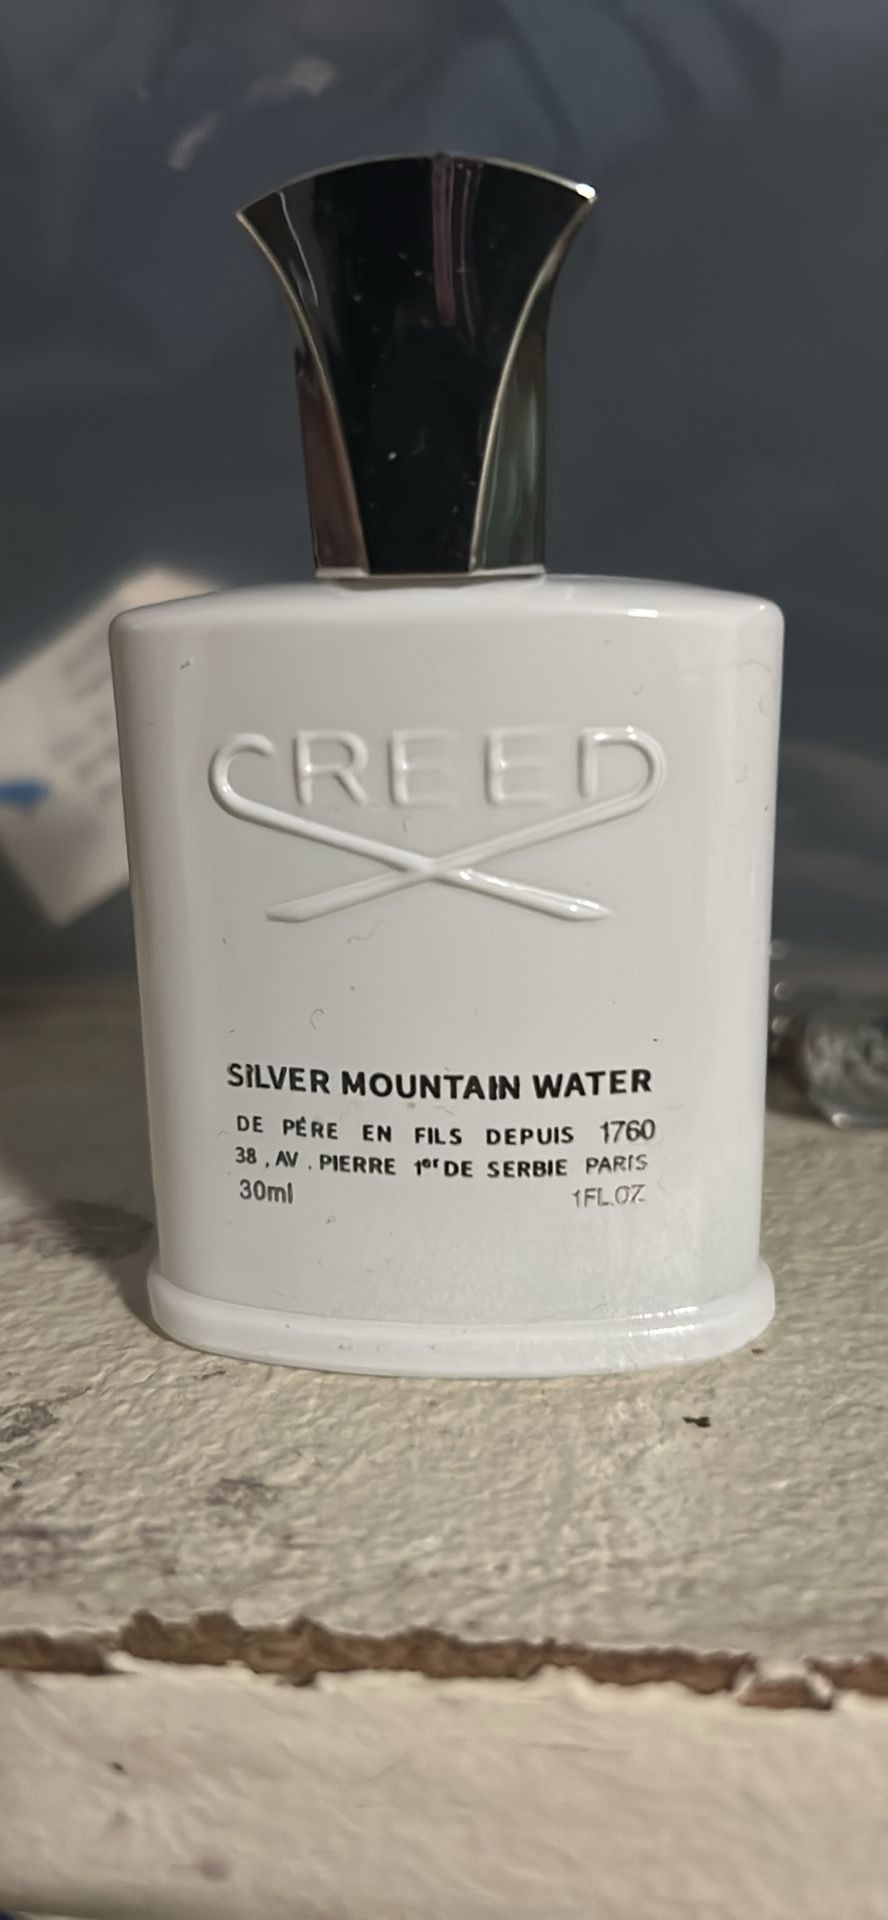 CREED
SILVER MOUNTAIN WATER
DE PÉRE EN FILS DEPUIS 1760
38 , AV . PIERRE 1er DE SERBIE PARIS
30ml 1FL.OZ